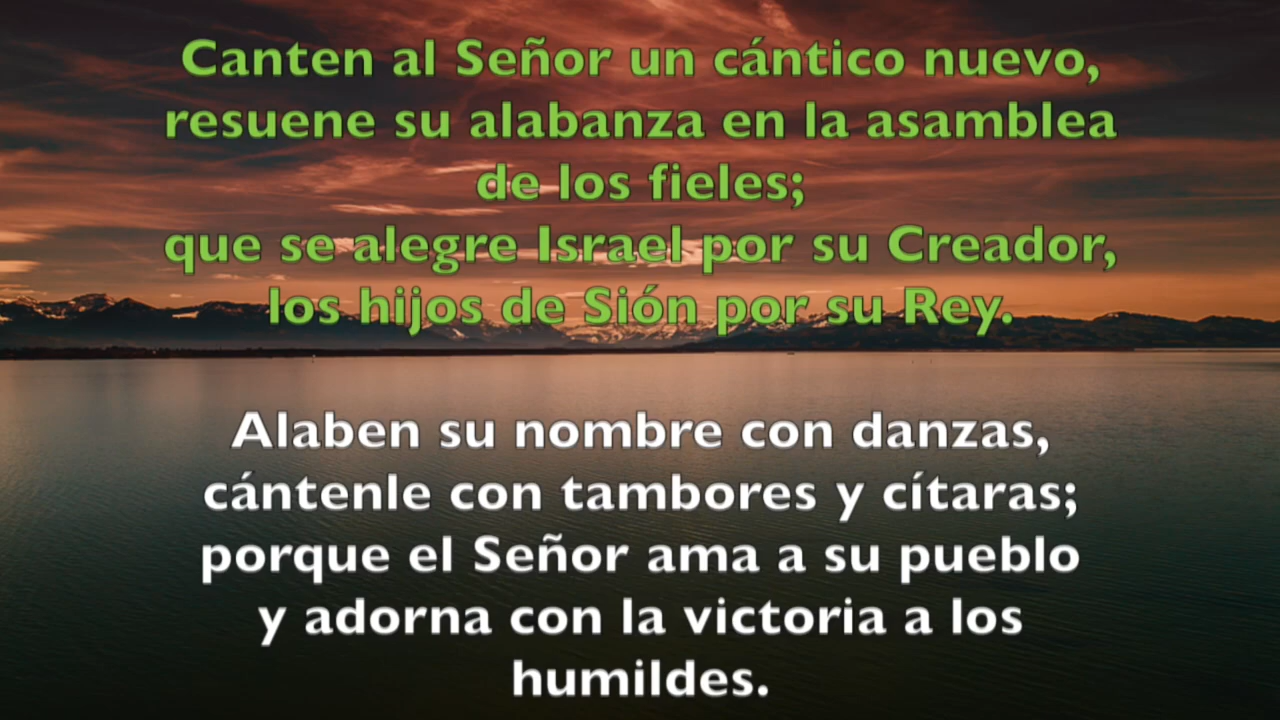 Canten al Señor un cántico nuevo,
resuene su alabanza en la asamblea
de los fieles;
que se alegre Israel por su Creador,
los hijos de Sión por su Rey.
Alaben su nombre con danzas,
cántenle con tambores y cítaras;
porque el Señor ama a su pueblo
y adorna con la victoria a los
humildes.